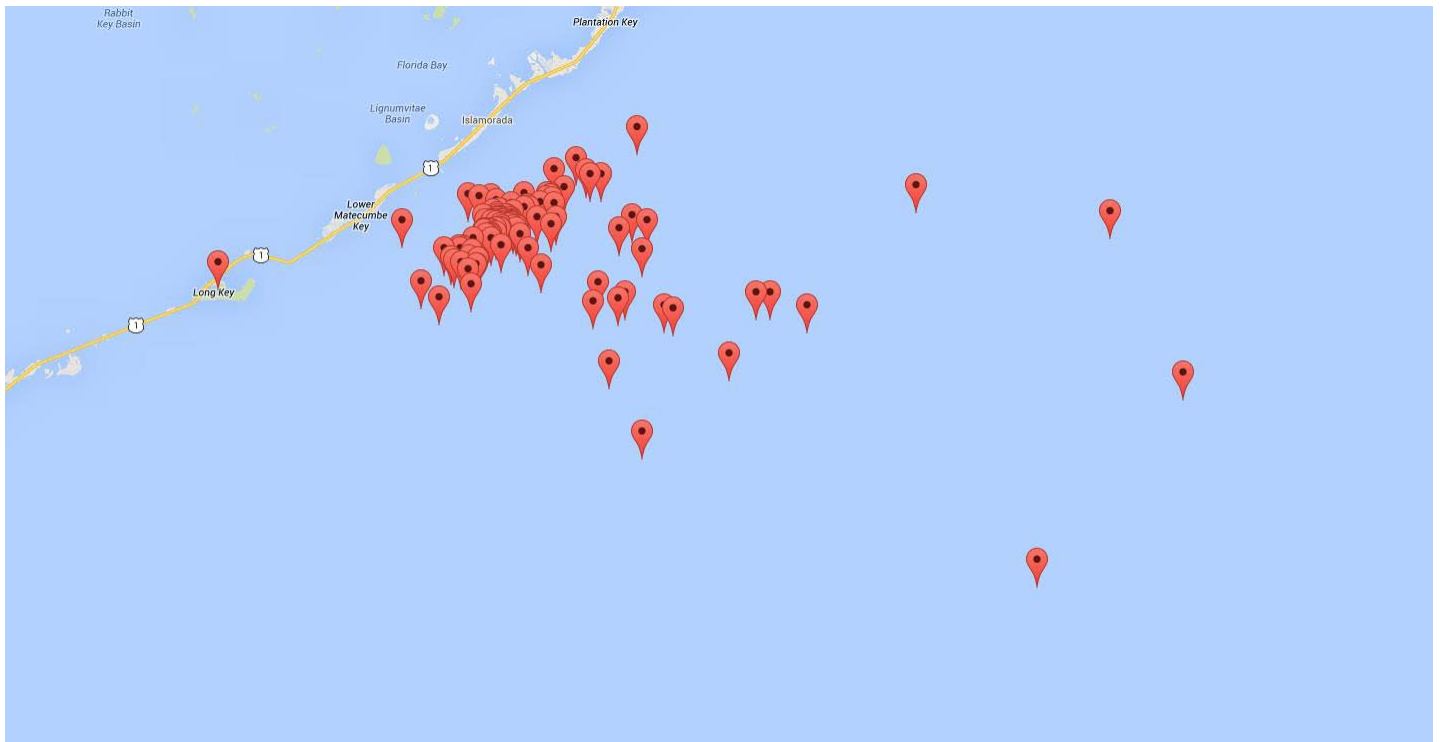 Rabbit
Key Basin
Plantation Key
Florida Bay
Lignumvitae
Basin
Islamorada
1
Lower
Matecumbe
Key
1
Long Key
1